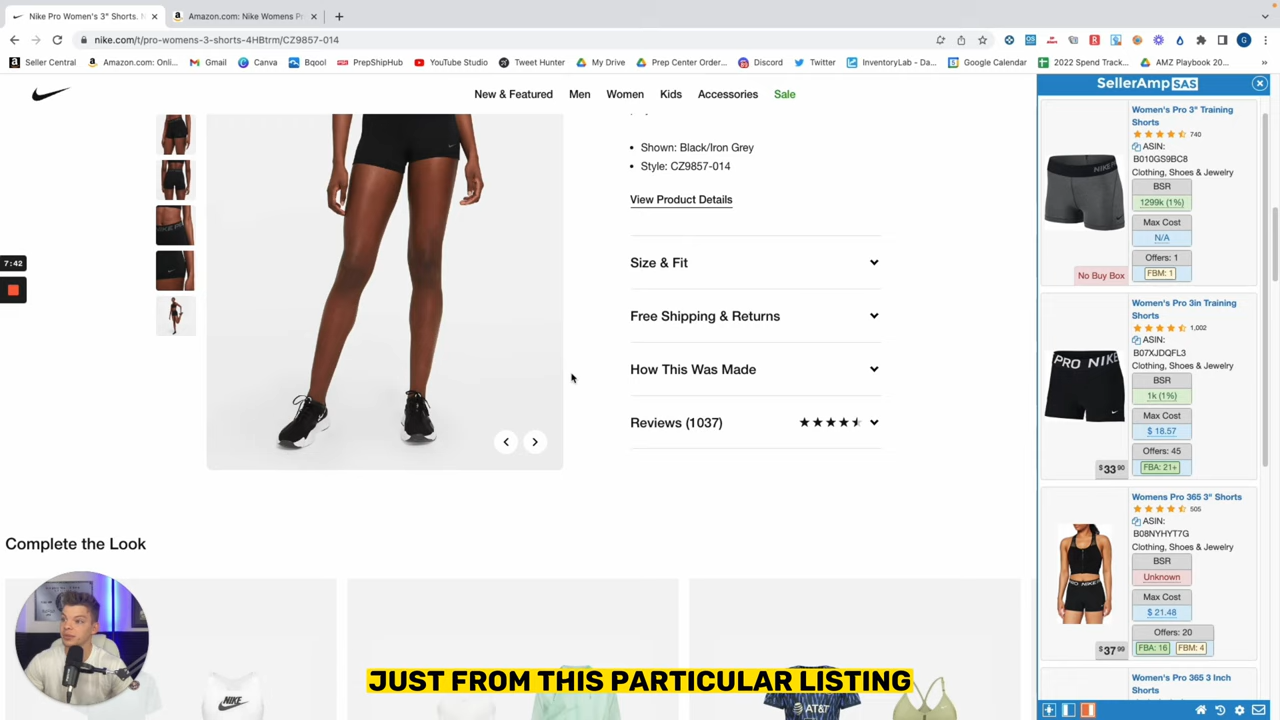 Nike Pro Women's 3" Shorts. N
Amazon.com: Nike Womens P
nike.com/t/pro-womens-3-shorts-4HBtrm/CZ9857-014
G
Seller Central
Amazon.com: Onli...
Gmail
Canva
Bqool
PrepShipHub
YouTube Studio
Tweet Hunter
My Drive
Prep Center Order...
Discord
Twitter
InventoryLab - Da...
Google Calendar
2022 Spend Track...
AMZ Playbook 2022
New & Featured
Men
Women
Kids
Accessories
Sale
7:42
Shown: Black/Iron Grey
Style: CZ9857-014
View Product Details
Size & Fit
Free Shipping & Returns
How This Was Made
Reviews (1037)
Complete the Look
NIKE
AT&T
SellerAmp SAS
Women's Pro 3" Training
Shorts
740
ASIN:
B010GS9BC8
Clothing, Shoes & Jewelry
BSR
1299k (1%)
Max Cost
N/A
Offers: 1
FBM: 1
No Buy Box
NIKE PRO
Women's Pro 3in Training
Shorts
1,002
ASIN:
B07XJDQFL3
Clothing, Shoes & Jewelry
BSR
1k (1%)
Max Cost
$ 18.57
Offers: 45
FBA: 21+
$33.90
PRO NIKE
Womens Pro 365 3" Shorts
505
ASIN:
B08NYHYT7G
Clothing, Shoes & Jewelry
BSR
Unknown
Max Cost
$ 21.48
Offers: 20
FBA: 16
FBM: 4
$37.99
Women's Pro 365 3 Inch
Shorts
JUST FROM THIS PARTICULAR LISTING